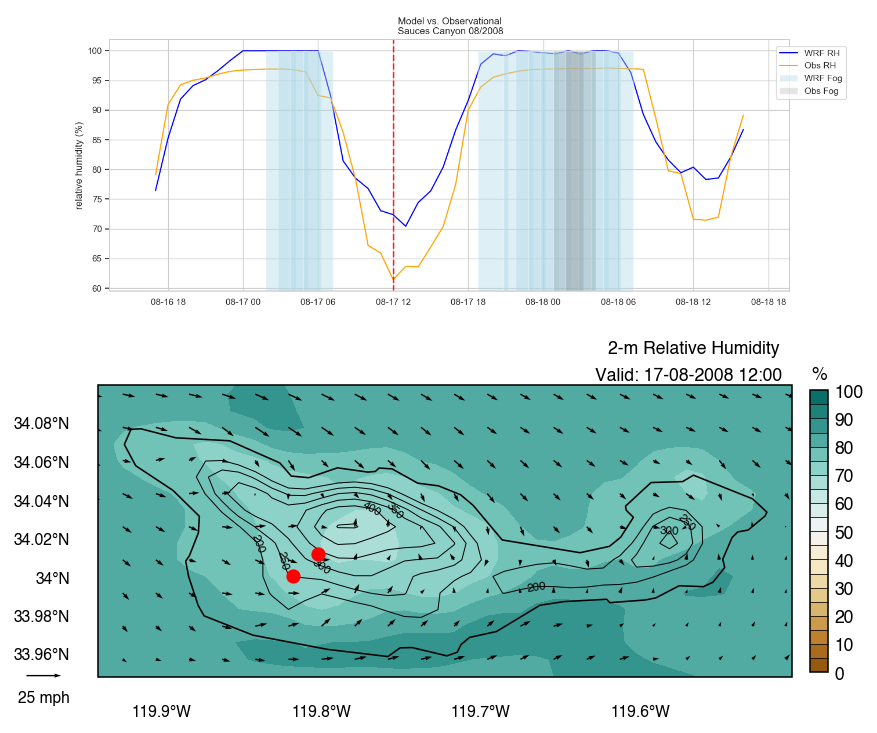 Model vs. Observational
Sauces Canyon 08/2008
relative humidity (%)
100
95
90
85
80
75
70
65
60
08-16 18
08-17 00
08-17 06
08-17 12
08-17 18
08-18 00
08-18 06
08-18 12
08-18 18
WRF RH
Obs RH
WRF Fog
Obs Fog
2-m Relative Humidity
Valid: 17-08-2008 12:00
%
100
90
80
70
60
50
40
30
20
10
0
34.08°N
34.06°N
34.04°N
34.02°N
34°N
33.98°N
33.96°N
25 mph
119.9°W
119.8°W
119.7°W
119.6°W
400
300
200
200